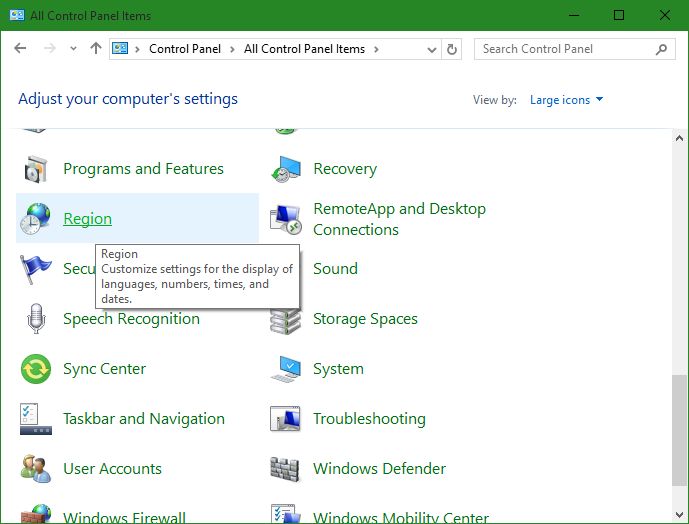 All Control Panel Items
Control Panel
All Control Panel Items
Search Control Panel
Adjust your computer's settings
View by:
Large icons
Programs and Features
Recovery
Region
RemoteApp and Desktop
Connections
Region
Customize settings for the display of
languages, numbers, times, and
dates.
Secu
Sound
Speech Recognition
Storage Spaces
Sync Center
System
Taskbar and Navigation
Troubleshooting
User Accounts
Windows Defender
Windows Firewall
Windows Mobility Center